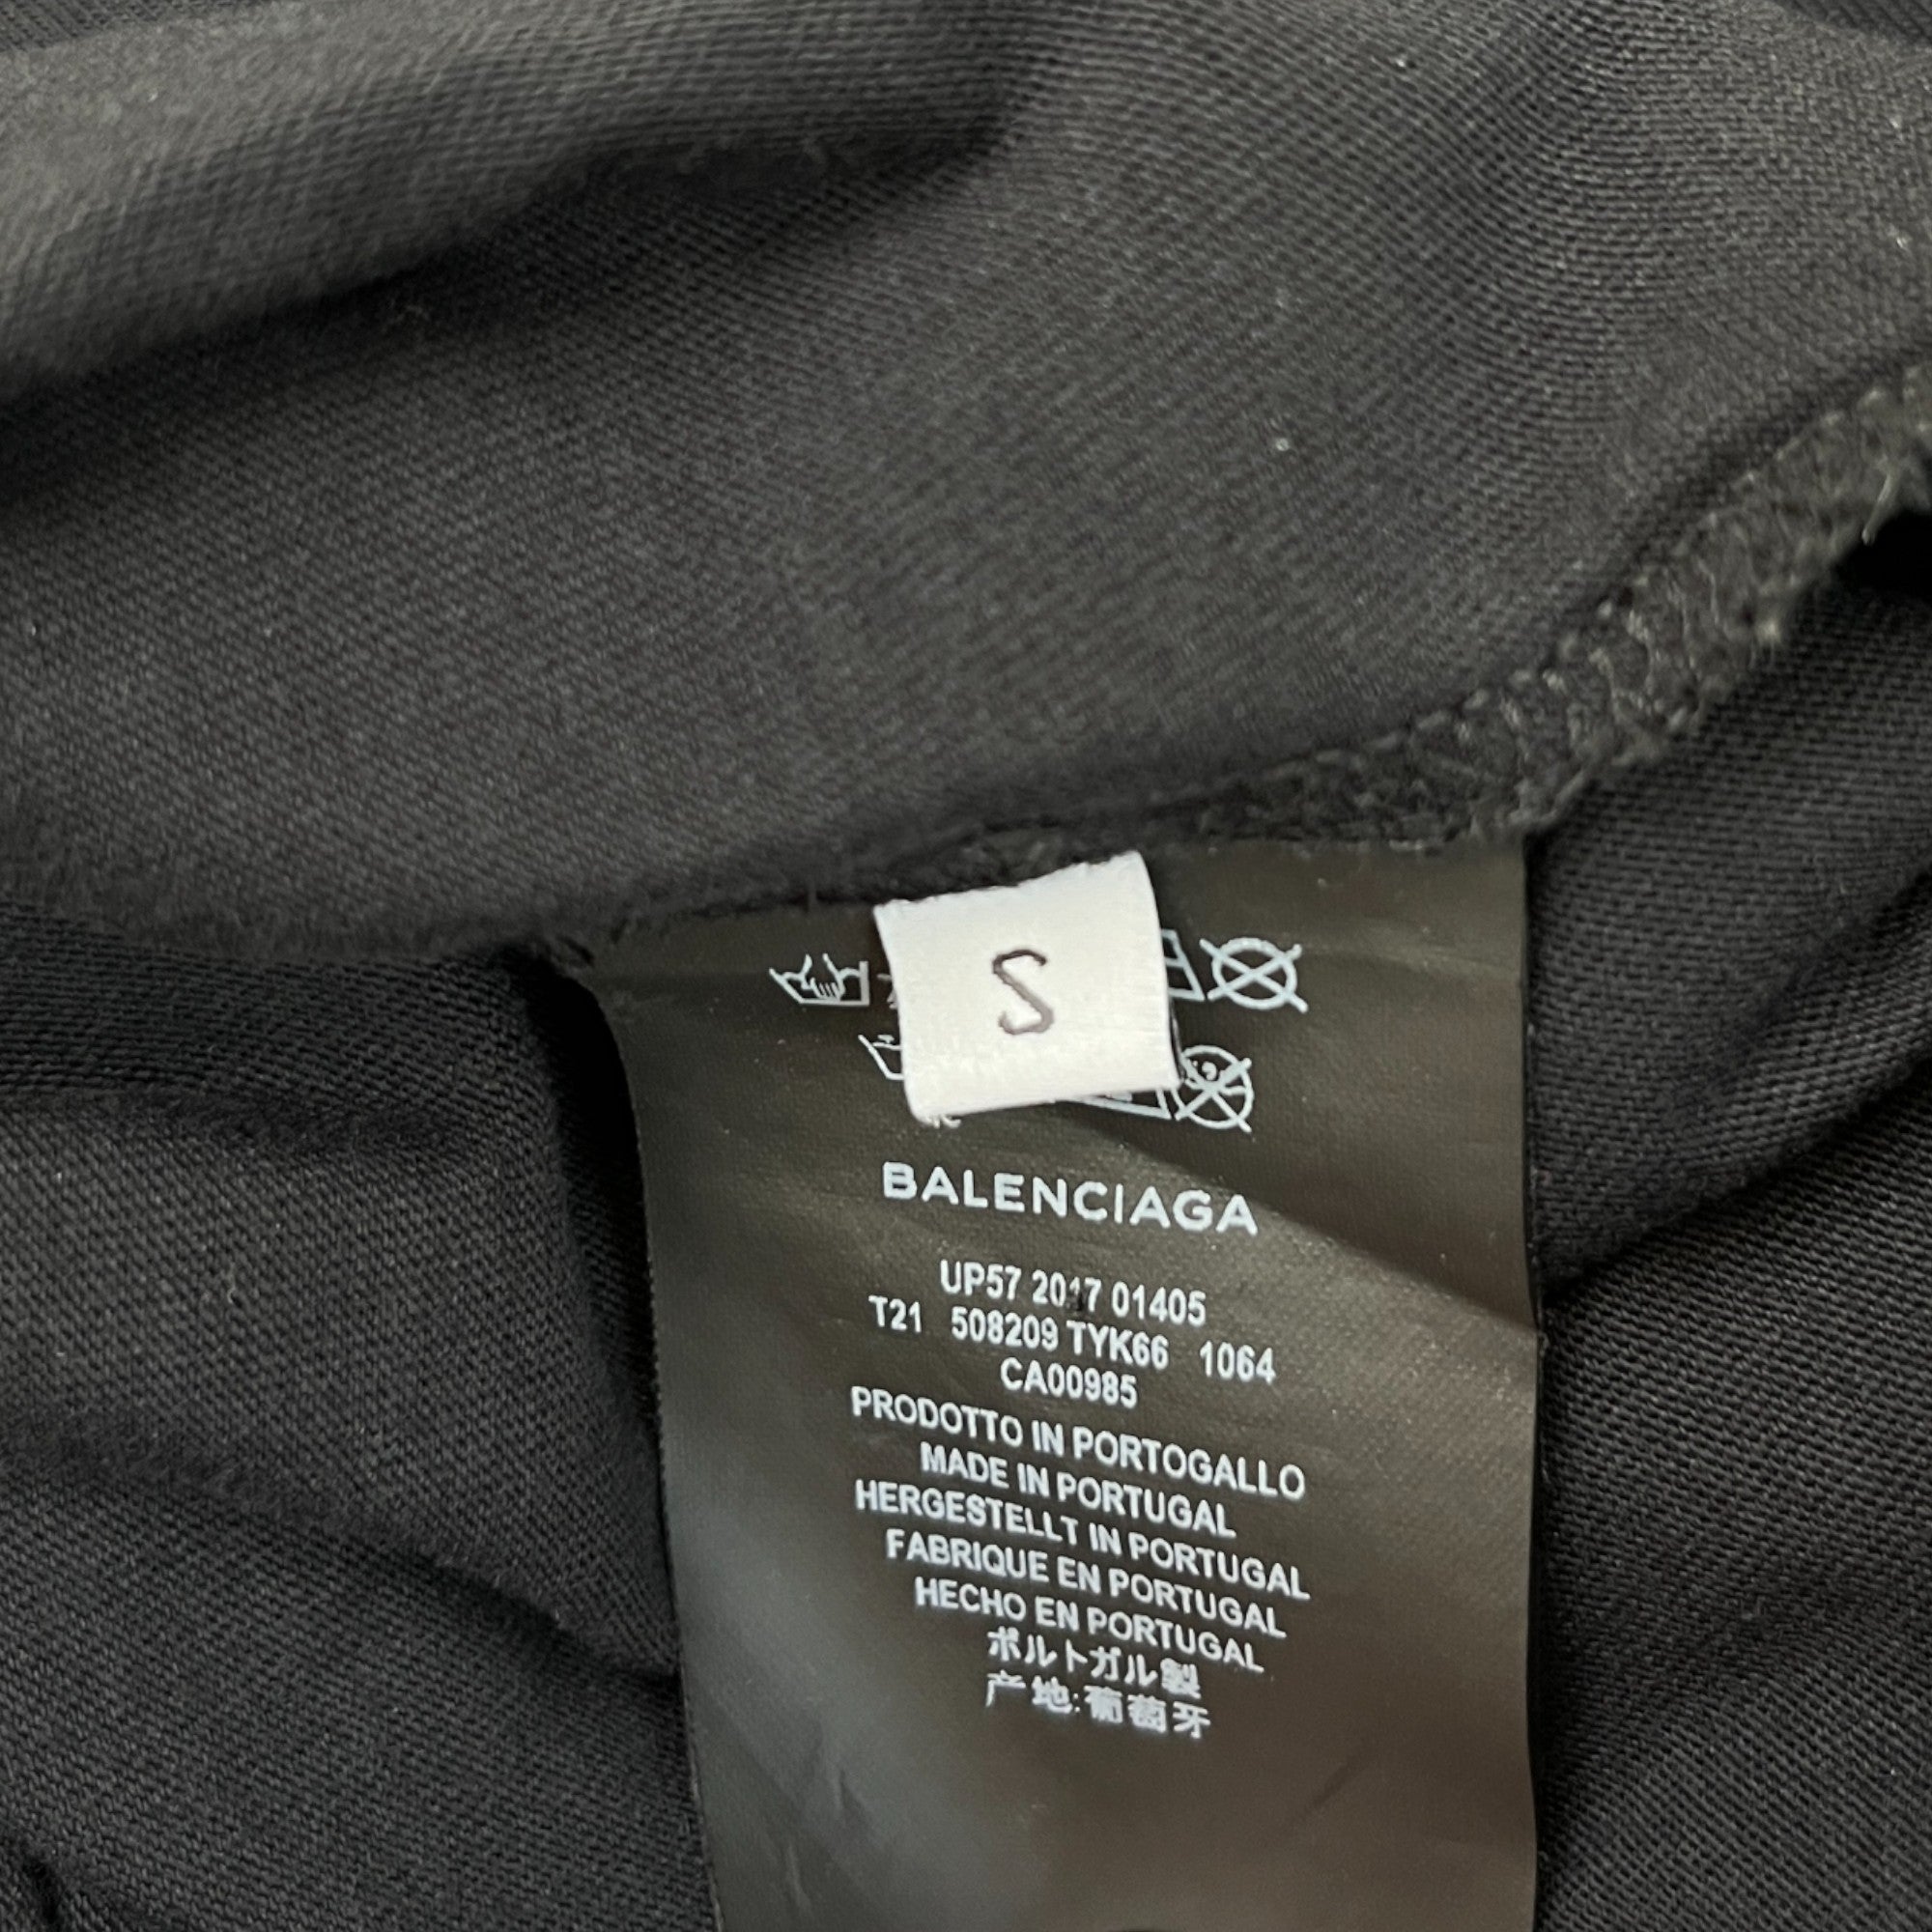 S
BALENCIAGA
UP57 2017 01405
T21 508209 TYK66 1064
CA00985
PRODOTTO IN PORTOGALLO
MADE IN PORTUGAL
HERGESTELLT IN PORTUGAL
FABRIQUE EN PORTUGAL
HECHO EN PORTUGAL
ポルトガル製
产地:葡萄牙